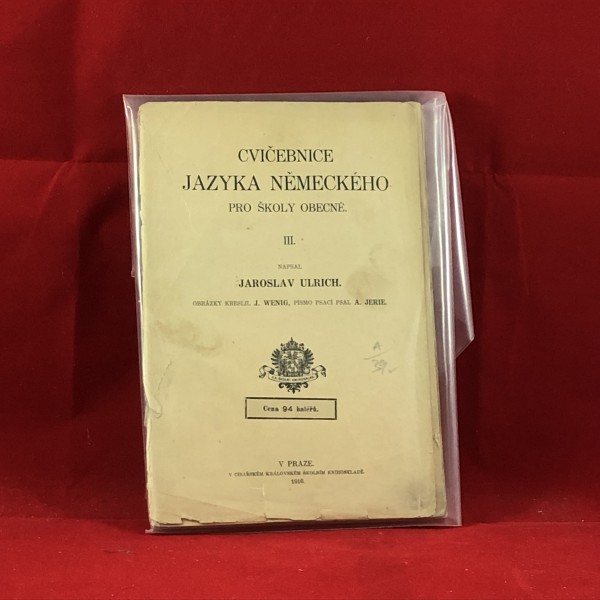 CVIČEBNICE
JAZYKA NĚMECKÉHO
PRO ŠKOLY OBECNÉ.
III.
NAPSAL
JAROSLAV ULRICH.
OBRÁZKY KRESLIL J. WENIG, PÍSMO PSACÍ PSAL A. JERIE.
Cena 94 haléřů.
V PRAZE.
V CÍSAŘSKÉM KRÁLOVSKÉM ŠKOLNÍM KNIHOSKLADĚ.